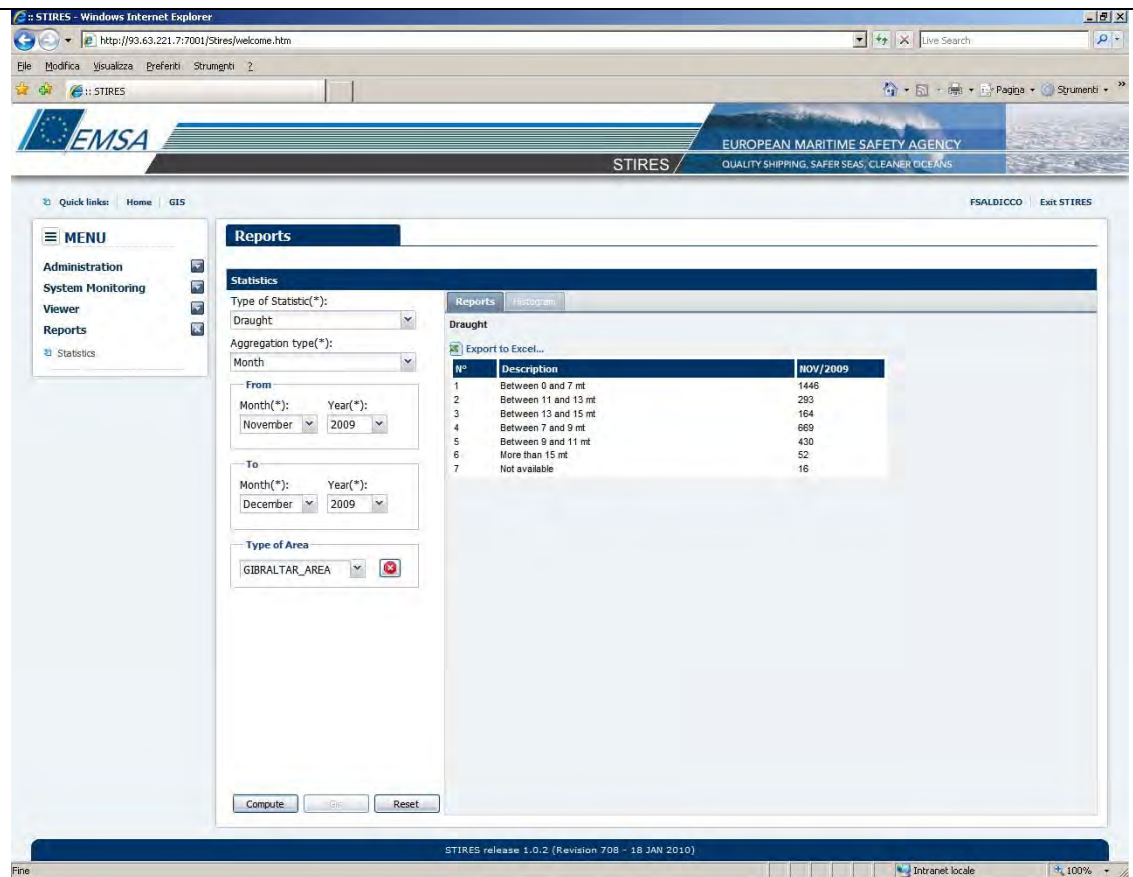 :: STIRES - Windows Internet Explorer
http://93.63.221.7:7001/Stires/welcome.htm
Live Search
File Modifica Visualizza Preferiti Strumenti ?
:: STIRES
Pagina Strumenti
EMSA
STIRES
EUROPEAN MARITIME SAFETY AGENCY
QUALITY SHIPPING, SAFER SEAS, CLEANER OCEANS
Quick links: Home GIS
FSALDICCO Exit STIRES
MENU
Administration
System Monitoring
Viewer
Reports
Statistics
Reports
Statistics
Type of Statistic(*):
Draught
Aggregation type(*):
Month
From
Month(*): Year(*):
November 2009
To
Month(*): Year(*):
December 2009
Type of Area
GIBRALTAR_AREA
Compute Gis Reset
Reports Histogram
Draught
Export to Excel...
N° Description NOV/2009
1 Between 0 and 7 mt 1446
2 Between 11 and 13 mt 293
3 Between 13 and 15 mt 164
4 Between 7 and 9 mt 669
5 Between 9 and 11 mt 430
6 More than 15 mt 52
7 Not available 16
STIRES release 1.0.2 (Revision 708 - 18 JAN 2010)
Fine
Intranet locale
100%